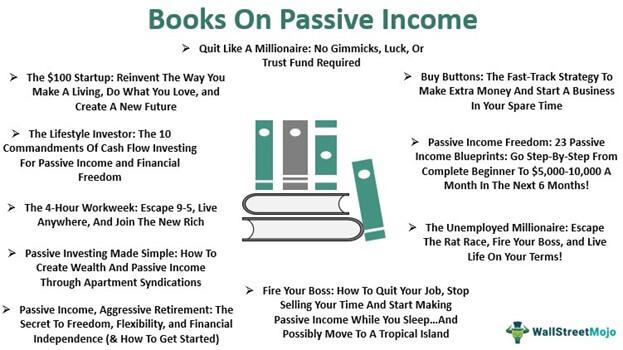 Books On Passive Income
➤ Quit Like A Millionaire: No Gimmicks, Luck, Or
Trust Fund Required
➤ The $100 Startup: Reinvent The Way You
Make A Living, Do What You Love, and
Create A New Future
➤ The Lifestyle Investor: The 10
Commandments Of Cash Flow Investing
For Passive Income and Financial
Freedom
➤ The 4-Hour Workweek: Escape 9-5, Live
Anywhere, And Join The New Rich
➤ Passive Investing Made Simple: How To
Create Wealth And Passive Income
Through Apartment Syndications
➤ Passive Income, Aggressive Retirement: The
Secret To Freedom, Flexibility, and Financial
Independence (& How To Get Started)
➤ Buy Buttons: The Fast-Track Strategy To
Make Extra Money And Start A Business
In Your Spare Time
➤ Passive Income Freedom: 23 Passive
Income Blueprints: Go Step-By-Step From
Complete Beginner To $5,000-10,000 A
Month In The Next 6 Months!
➤ The Unemployed Millionaire: Escape
The Rat Race, Fire Your Boss, and Live
Life On Your Terms!
➤ Fire Your Boss: How To Quit Your Job, Stop
Selling Your Time And Start Making
Passive Income While You Sleep...And
Possibly Move To A Tropical Island
WallStreetMojo